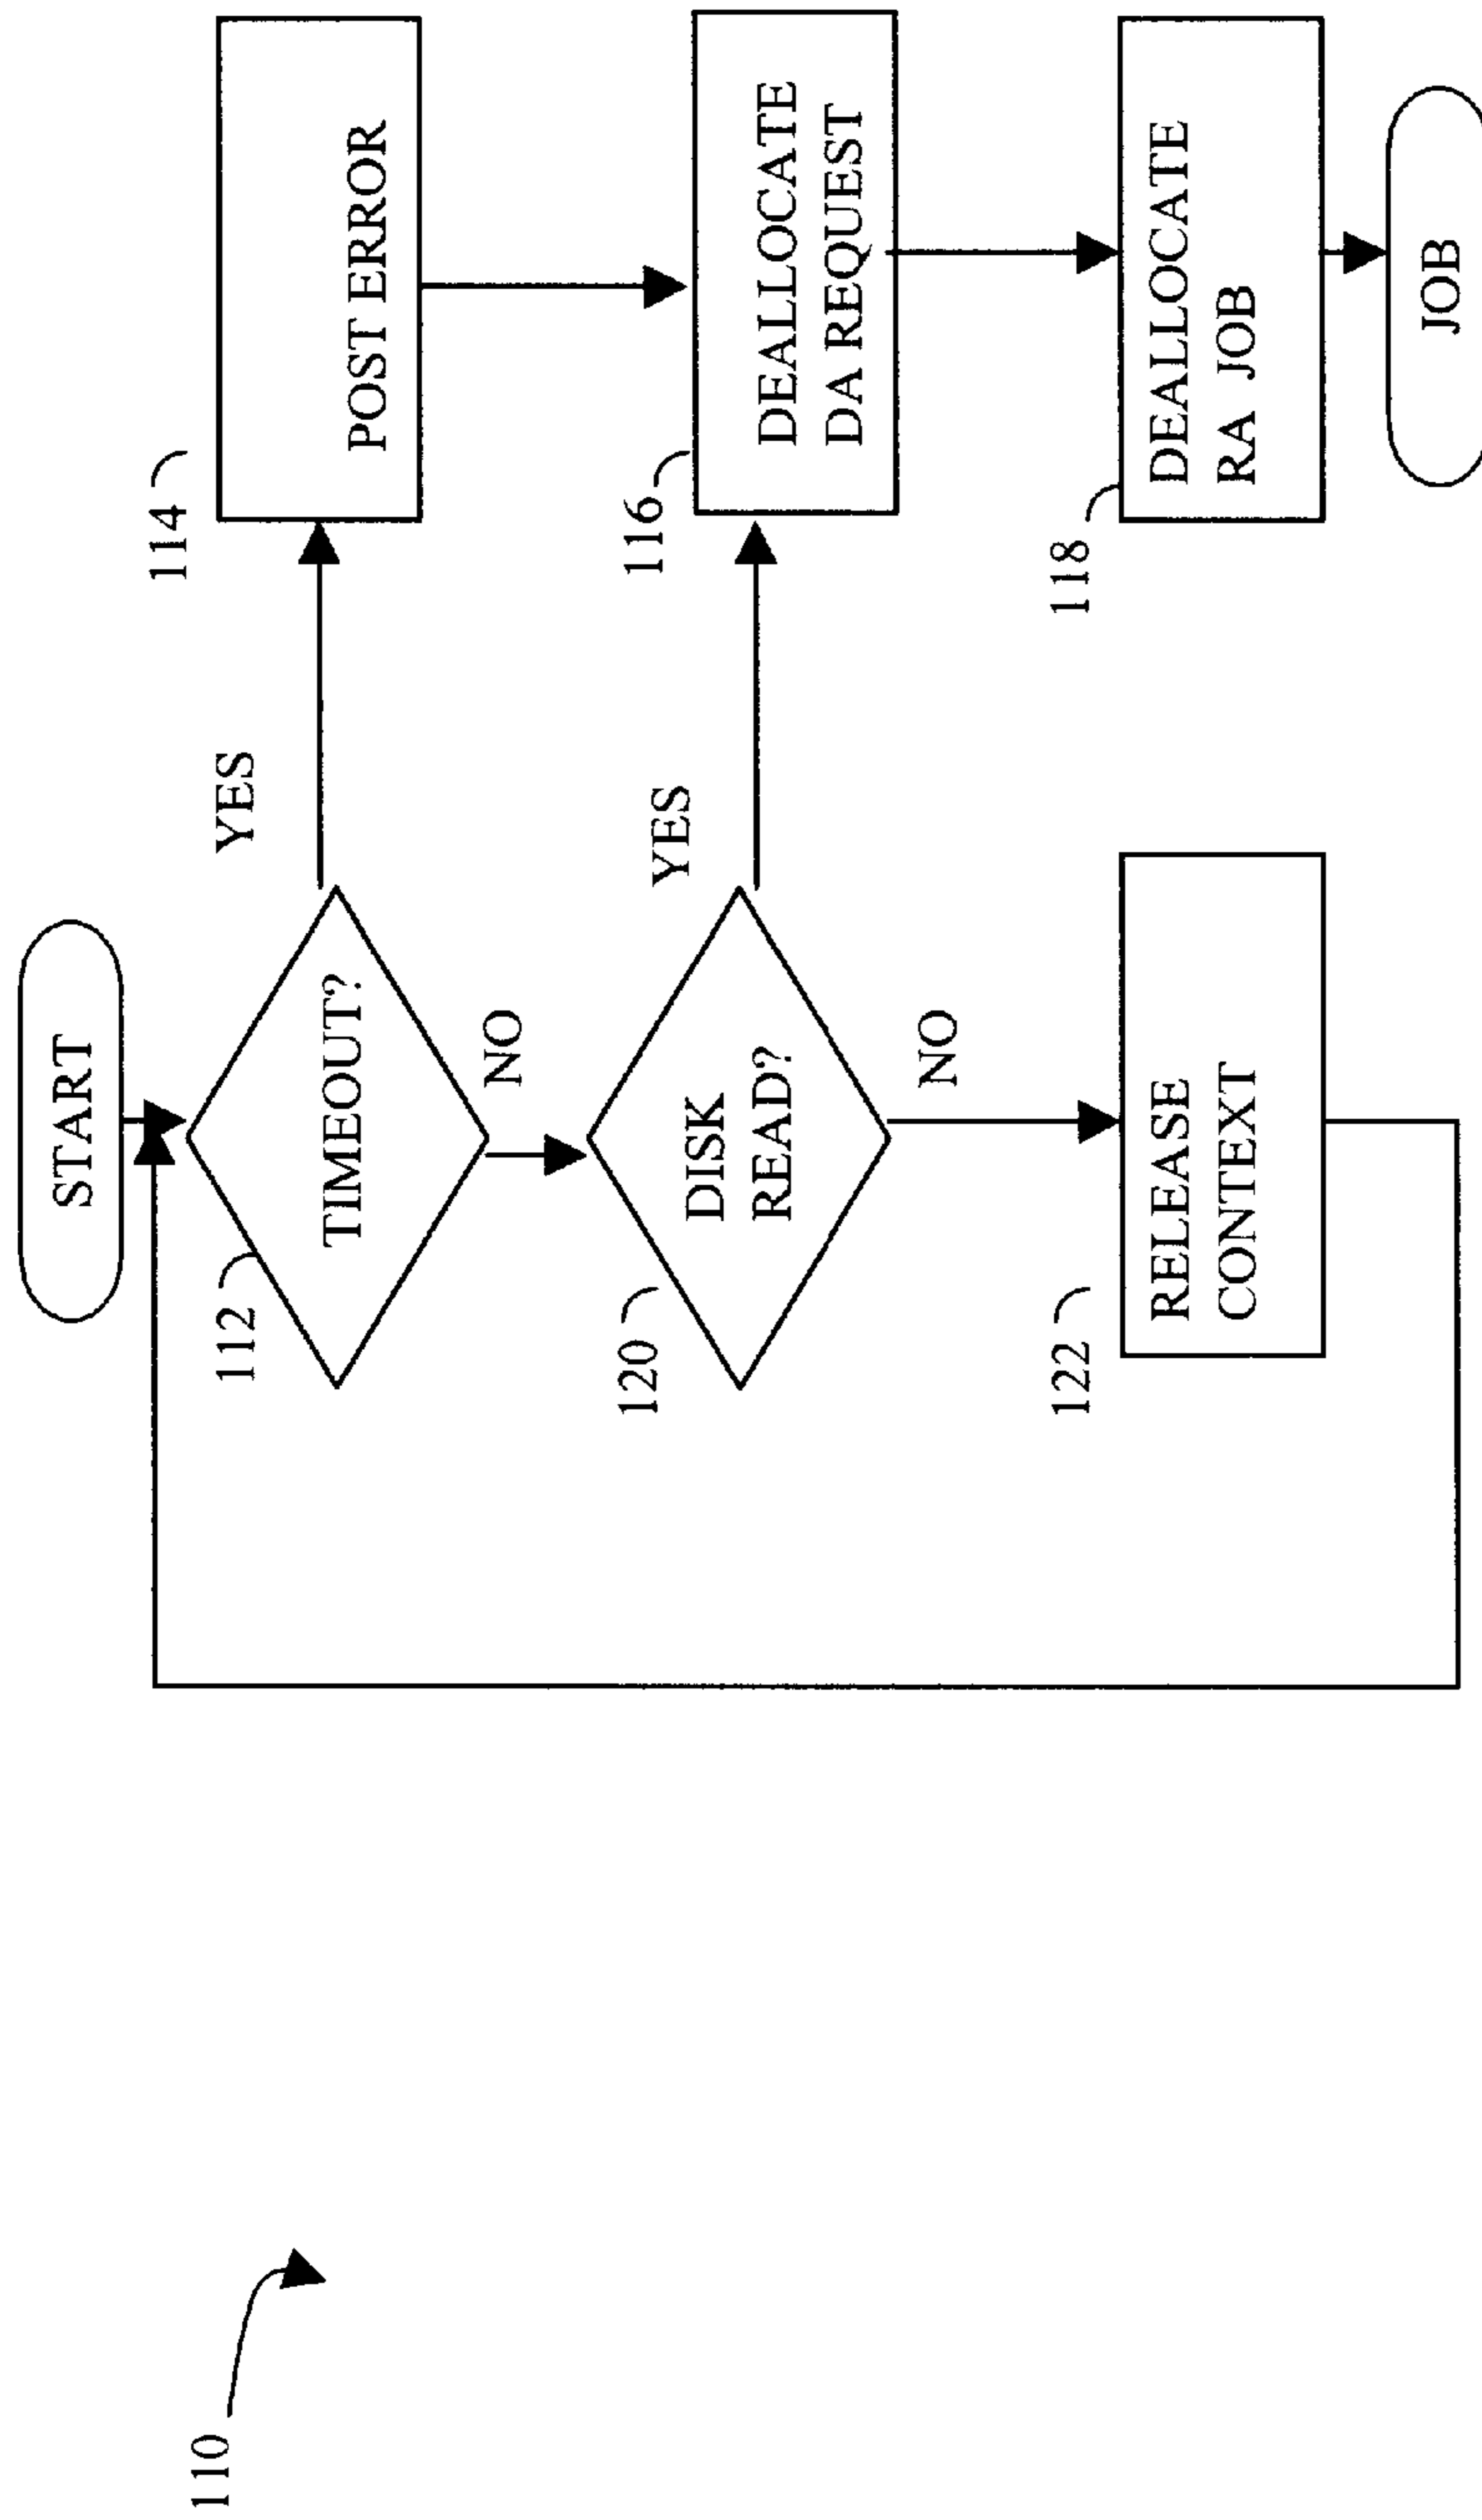 110
START
112
TIMEOUT?
YES
114
POST ERROR
NO
120
DISK
READ?
YES
116
DEALLOCATE
DA REQUEST
NO
122
RELEASE
CONTEXT
118
DEALLOCATE
RA JOB
JOB